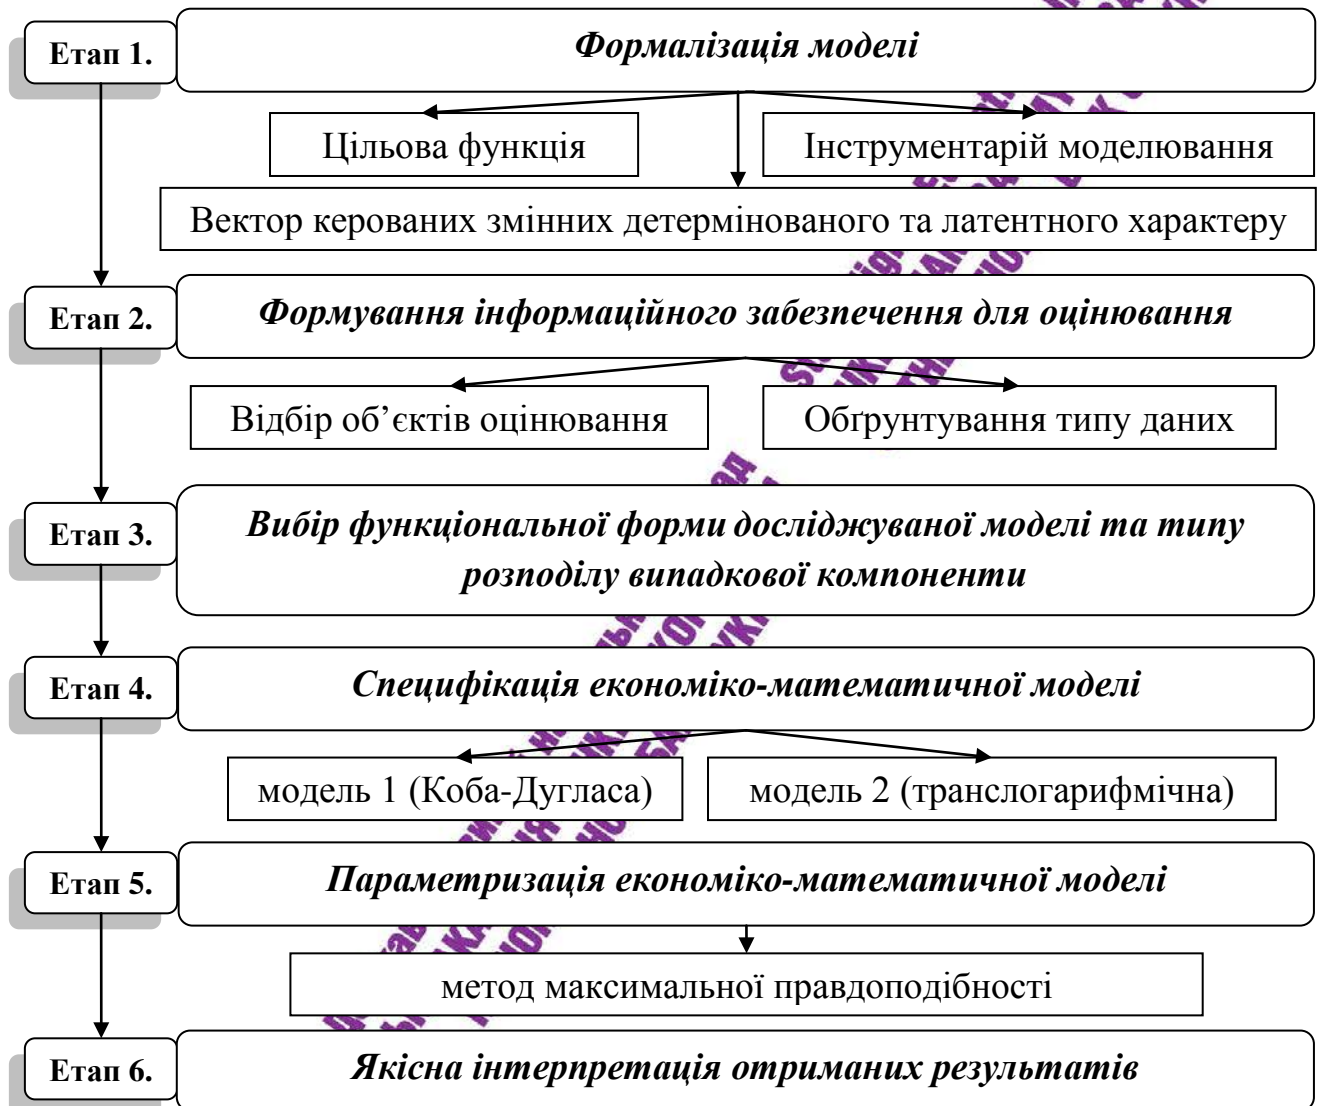 Етап 1.
Формалізація моделі
Цільова функція
Інструментарій моделювання
Вектор керованих змінних детермінованого та латентного характеру
Етап 2.
Формування інформаційного забезпечення для оцінювання
Відбір об’єктів оцінювання
Обґрунтування типу даних
Етап 3.
Вибір функціональної форми досліджуваної моделі та типу
розподілу випадкової компоненти
Етап 4.
Специфікація економіко-математичної моделі
модель 1 (Коба-Дугласа)
модель 2 (транслогарифмічна)
Етап 5.
Параметризація економіко-математичної моделі
метод максимальної правдоподібності
Етап 6.
Якісна інтерпретація отриманих результатів